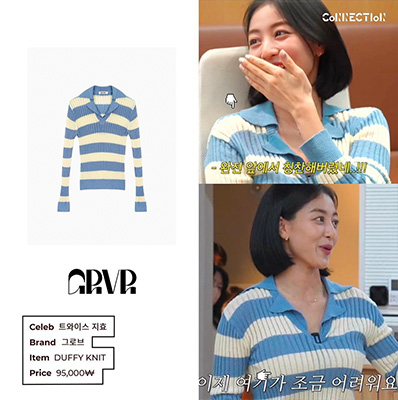 CoNNECTIoN
- 완전 앞에서 칭찬해버렸네..!!!
GRVR
Celeb 트와이스 지효
Brand 그로브
Item DUFFY KNIT
Price 95,000₩
이제 여기가 조금 어려워요